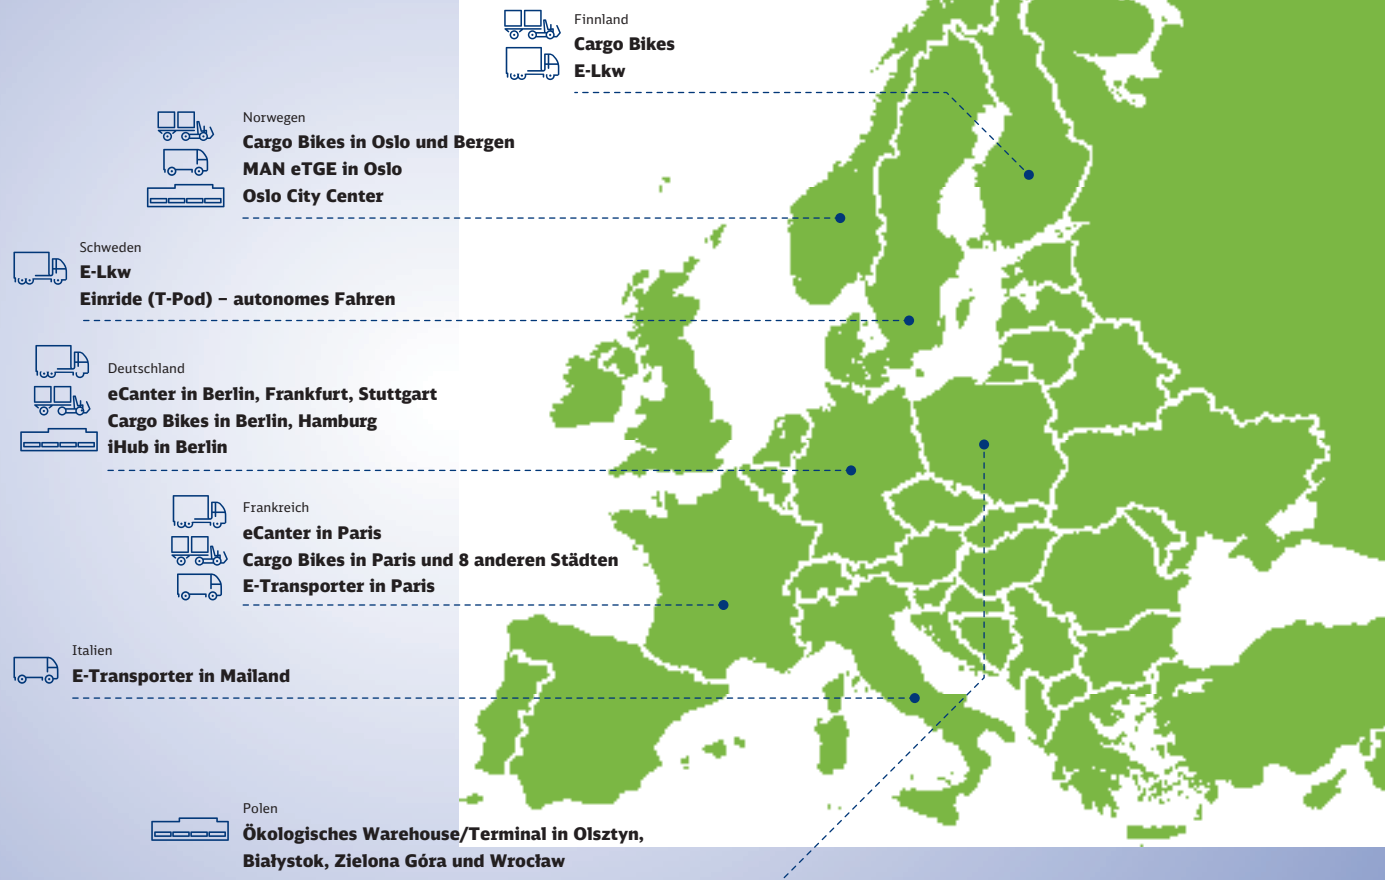 Finnland
Cargo Bikes
E-Lkw
Norwegen
Cargo Bikes in Oslo und Bergen
MAN eTGE in Oslo
Oslo City Center
Schweden
E-Lkw
Einride (T-Pod) – autonomes Fahren
Deutschland
eCanter in Berlin, Frankfurt, Stuttgart
Cargo Bikes in Berlin, Hamburg
iHub in Berlin
Frankreich
eCanter in Paris
Cargo Bikes in Paris und 8 anderen Städten
E-Transporter in Paris
Italien
E-Transporter in Mailand
Polen
Ökologisches Warehouse/Terminal in Olsztyn,
Białystok, Zielona Góra und Wrocław